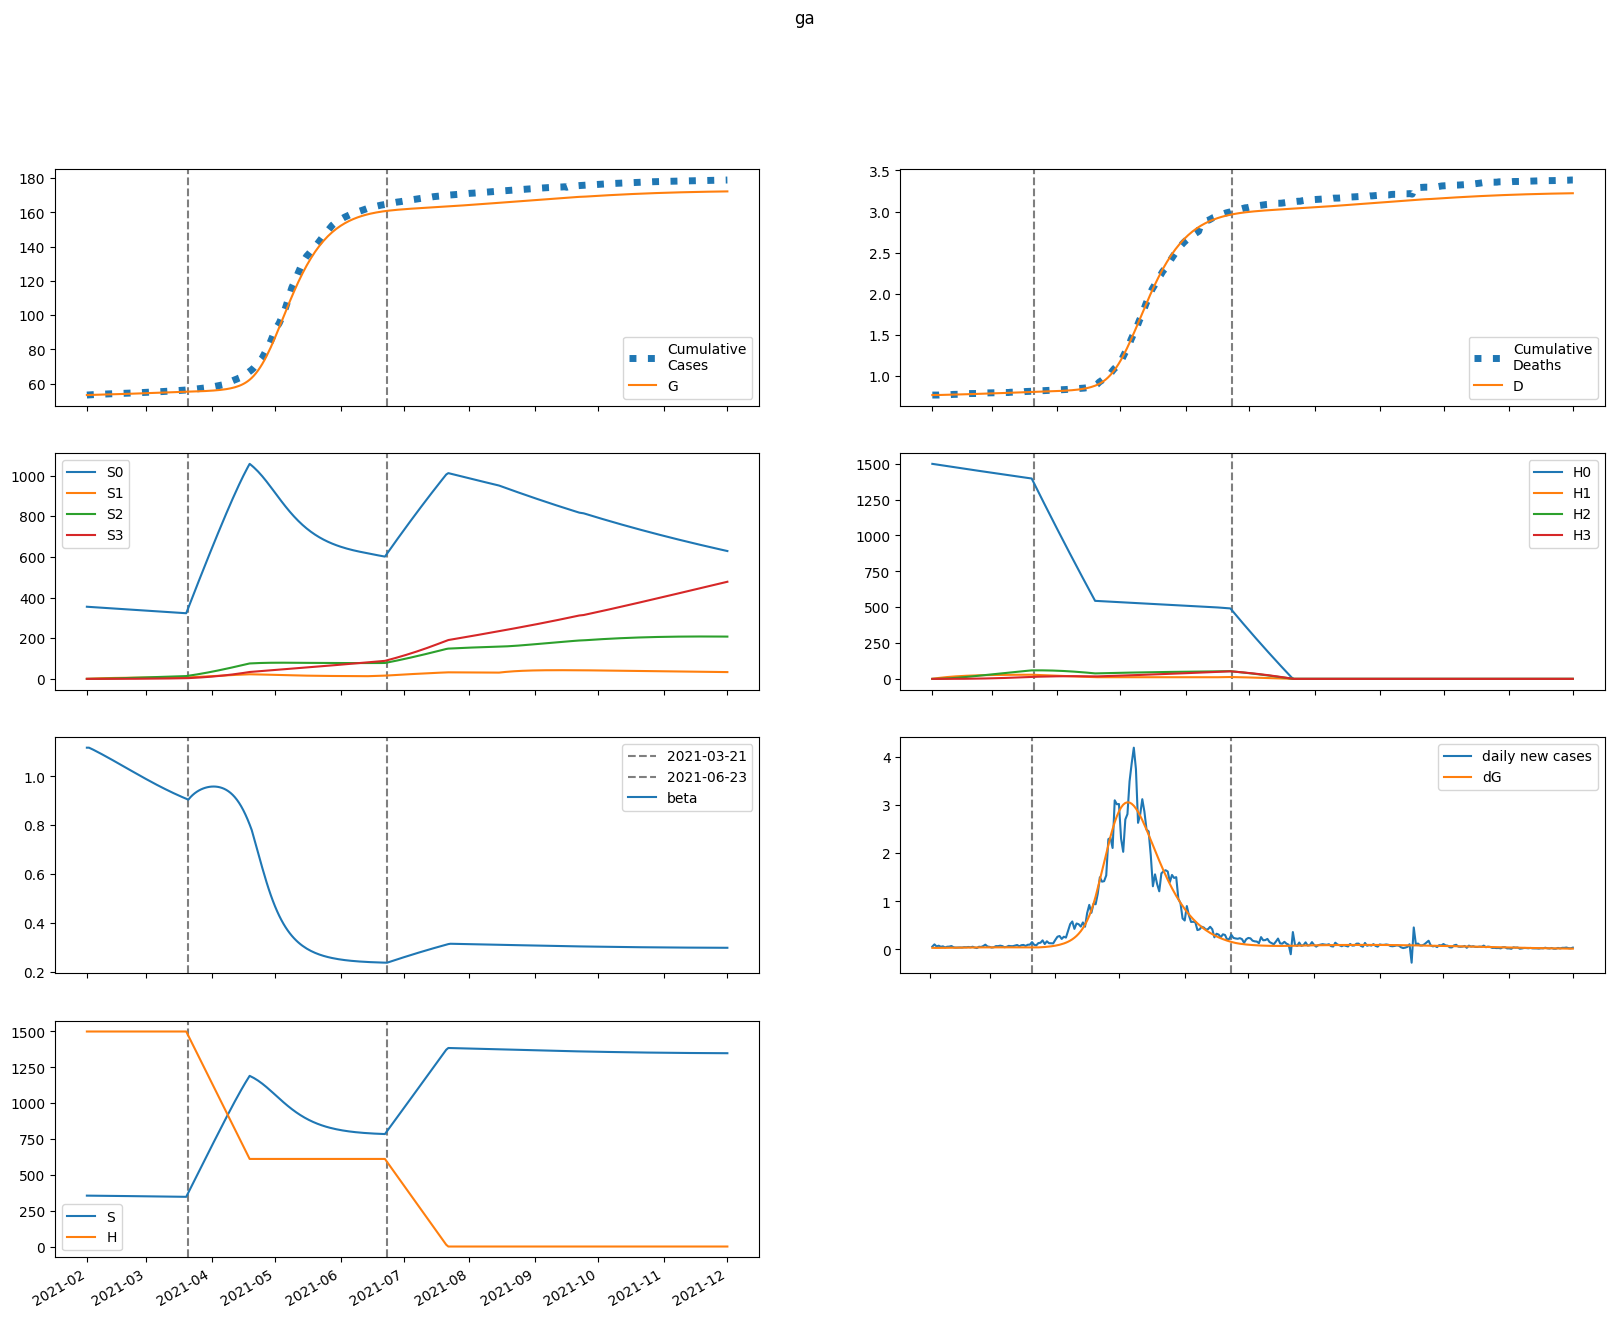 ga
180
160
140
120
100
80
60
Cumulative
Cases
G
3.5
3.0
2.5
2.0
1.5
1.0
Cumulative
Deaths
D
1000
800
600
400
200
0
S0
S1
S2
S3
1500
1250
1000
750
500
250
0
H0
H1
H2
H3
1.0
0.8
0.6
0.4
0.2
2021-03-21
2021-06-23
beta
4
3
2
1
0
daily new cases
dG
1500
1250
1000
750
500
250
0
S
H
2021-02
2021-03
2021-04
2021-05
2021-06
2021-07
2021-08
2021-09
2021-10
2021-11
2021-12